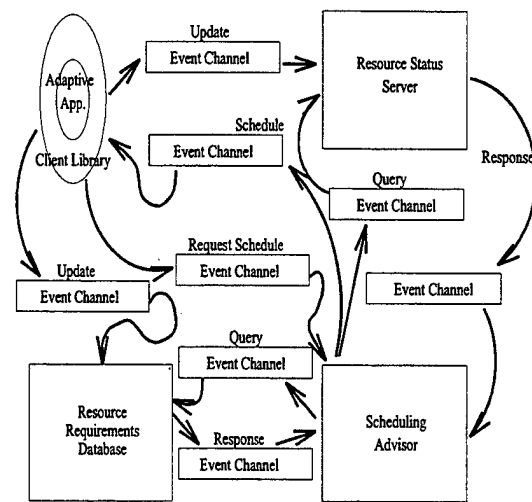 Update
Event Channel
Adaptive
App.
Client Library
Resource Status
Server
Schedule
Event Channel
Response
Query
Event Channel
Request Schedule
Event Channel
Update
Event Channel
Event Channel
Query
Event Channel
Resource
Requirements
Database
Response
Event Channel
Scheduling
Advisor